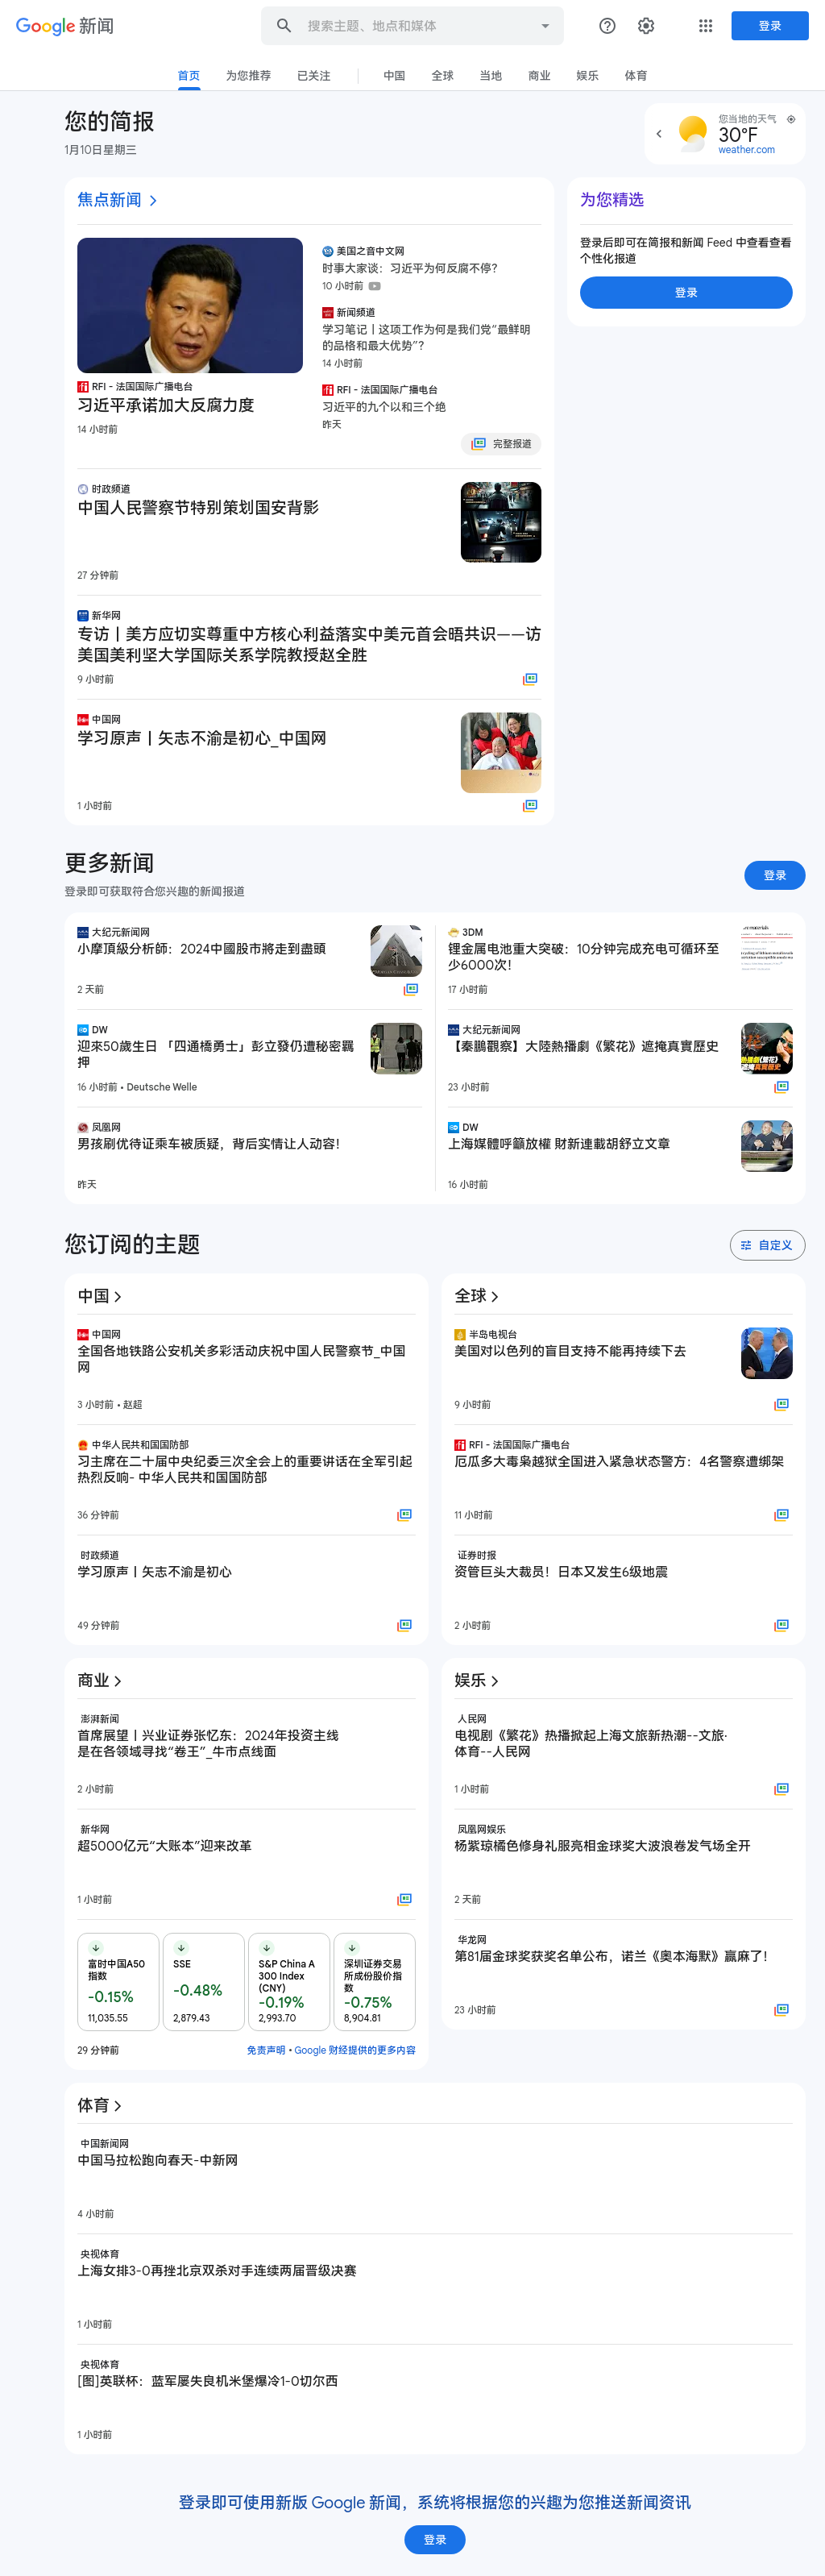 Google 新闻
搜索主题、地点和媒体
登录
首页
为您推荐
已关注
中国
全球
当地
商业
娱乐
体育
您的简报
1月10日星期三
您当地的天气
30°F
weather.com
焦点新闻
RFI - 法国国际广播电台
习近平承诺加大反腐力度
14 小时前
美国之音中文网
时事大家谈：习近平为何反腐不停？
10 小时前
新闻频道
学习笔记丨这项工作为何是我们党“最鲜明
的品格和最大优势”？
14 小时前
RFI - 法国国际广播电台
习近平的九个以和三个绝
昨天
完整报道
时政频道
中国人民警察节特别策划国安背影
27 分钟前
新华网
专访丨美方应切实尊重中方核心利益落实中美元首会晤共识——访
美国美利坚大学国际关系学院教授赵全胜
9 小时前
中国网
学习原声丨矢志不渝是初心_中国网
1 小时前
为您精选
登录后即可在简报和新闻 Feed 中查看查看
个性化报道
登录
更多新闻
登录即可获取符合您兴趣的新闻报道
登录
大纪元新闻网
小摩頂級分析師：2024中國股市將走到盡頭
2 天前
DW
迎來50歲生日 「四通橋勇士」彭立發仍遭秘密羈
押
16 小时前 • Deutsche Welle
凤凰网
男孩刷优待证乘车被质疑，背后实情让人动容！
昨天
3DM
锂金属电池重大突破：10分钟完成充电可循环至
少6000次！
17 小时前
大纪元新闻网
【秦鵬觀察】大陸熱播劇《繁花》遮掩真實歷史
23 小时前
DW
上海媒體呼籲放權 財新連載胡舒立文章
16 小时前
您订阅的主题
自定义
中国
中国网
全国各地铁路公安机关多彩活动庆祝中国人民警察节_中国
网
3 小时前 • 赵超
中华人民共和国国防部
习主席在二十届中央纪委三次全会上的重要讲话在全军引起
热烈反响- 中华人民共和国国防部
36 分钟前
时政频道
学习原声丨矢志不渝是初心
49 分钟前
全球
半岛电视台
美国对以色列的盲目支持不能再持续下去
9 小时前
RFI - 法国国际广播电台
厄瓜多大毒枭越狱全国进入紧急状态警方：4名警察遭绑架
11 小时前
证券时报
资管巨头大裁员！日本又发生6级地震
2 小时前
商业
澎湃新闻
首席展望丨兴业证券张忆东：2024年投资主线
是在各领域寻找“卷王”_牛市点线面
2 小时前
新华网
超5000亿元“大账本”迎来改革
1 小时前
富时中国A50
指数
-0.15%
11,035.55
SSE
-0.48%
2,879.43
S&P China A
300 Index
(CNY)
-0.19%
2,993.70
深圳证券交易
所成份股价指
数
-0.75%
8,904.81
29 分钟前
免责声明 • Google 财经提供的更多内容
娱乐
人民网
电视剧《繁花》热播掀起上海文旅新热潮--文旅·
体育--人民网
1 小时前
凤凰网娱乐
杨紫琼橘色修身礼服亮相金球奖大波浪卷发气场全开
2 天前
华龙网
第81届金球奖获奖名单公布，诺兰《奥本海默》赢麻了！
23 小时前
体育
中国新闻网
中国马拉松跑向春天-中新网
4 小时前
央视体育
上海女排3-0再挫北京双杀对手连续两届晋级决赛
1 小时前
央视体育
[图]英联杯：蓝军屡失良机米堡爆冷1-0切尔西
1 小时前
登录即可使用新版 Google 新闻，系统将根据您的兴趣为您推送新闻资讯
登录